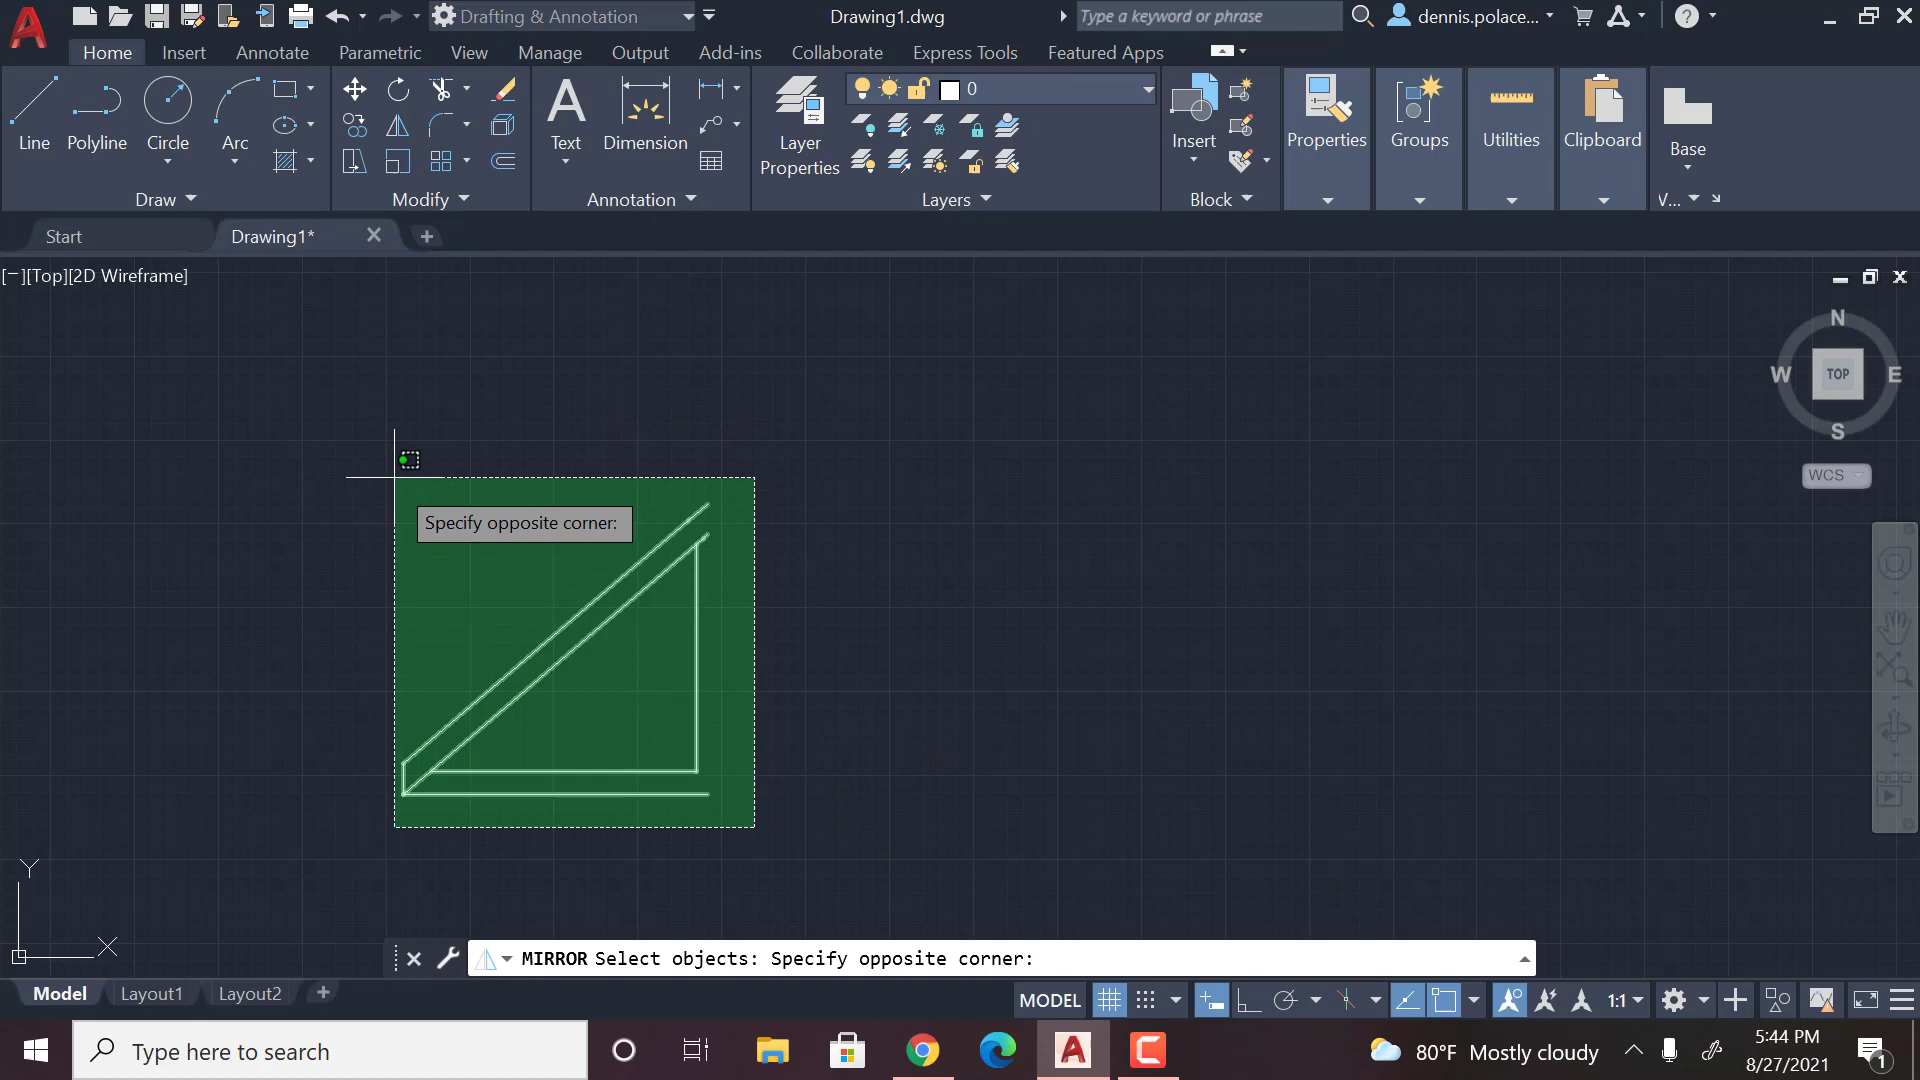 Drafting & Annotation
Drawing1.dwg
Type a keyword or phrase
dennis.polace...
Home
Insert
Annotate
Parametric
View
Manage
Output
Add-ins
Collaborate
Express Tools
Featured Apps
Line
Polyline
Circle
Arc
Text
Dimension
Layer
Properties
0
Insert
Properties
Groups
Utilities
Clipboard
Base
Draw
Modify
Annotation
Layers
Block
V...
Start
Drawing1*
[−][Top][2D Wireframe]
N
W
TOP
E
S
WCS
Specify opposite corner:
Y
X
MIRROR Select objects: Specify opposite corner:
Model
Layout1
Layout2
MODEL
1:1
Type here to search
80°F Mostly cloudy
5:44 PM
8/27/2021
1